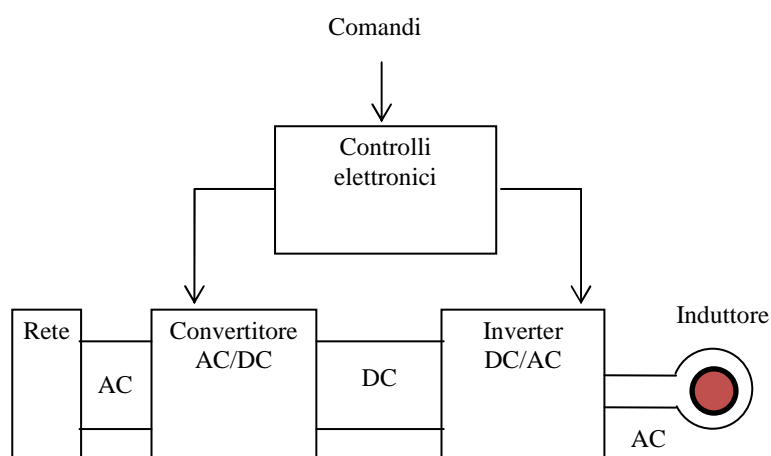 Comandi
Controlli
elettronici
Induttore
Rete
Convertitore
AC/DC
Inverter
DC/AC
AC
DC
AC